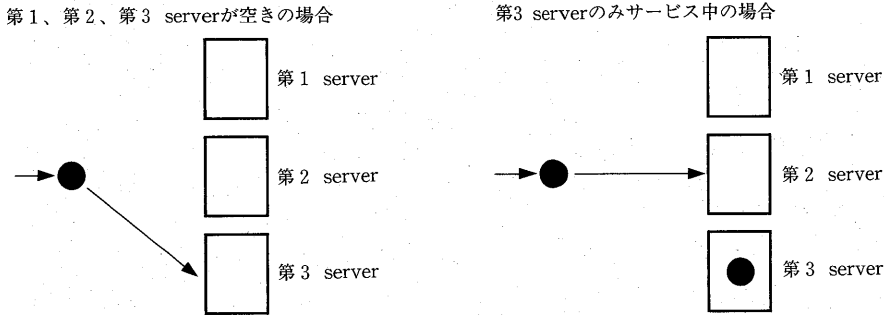 第1、第2、第3 serverが空きの場合
第1 server
第2 server
第3 server
第3 serverのみサービス中の場合
第1 server
第2 server
第3 server